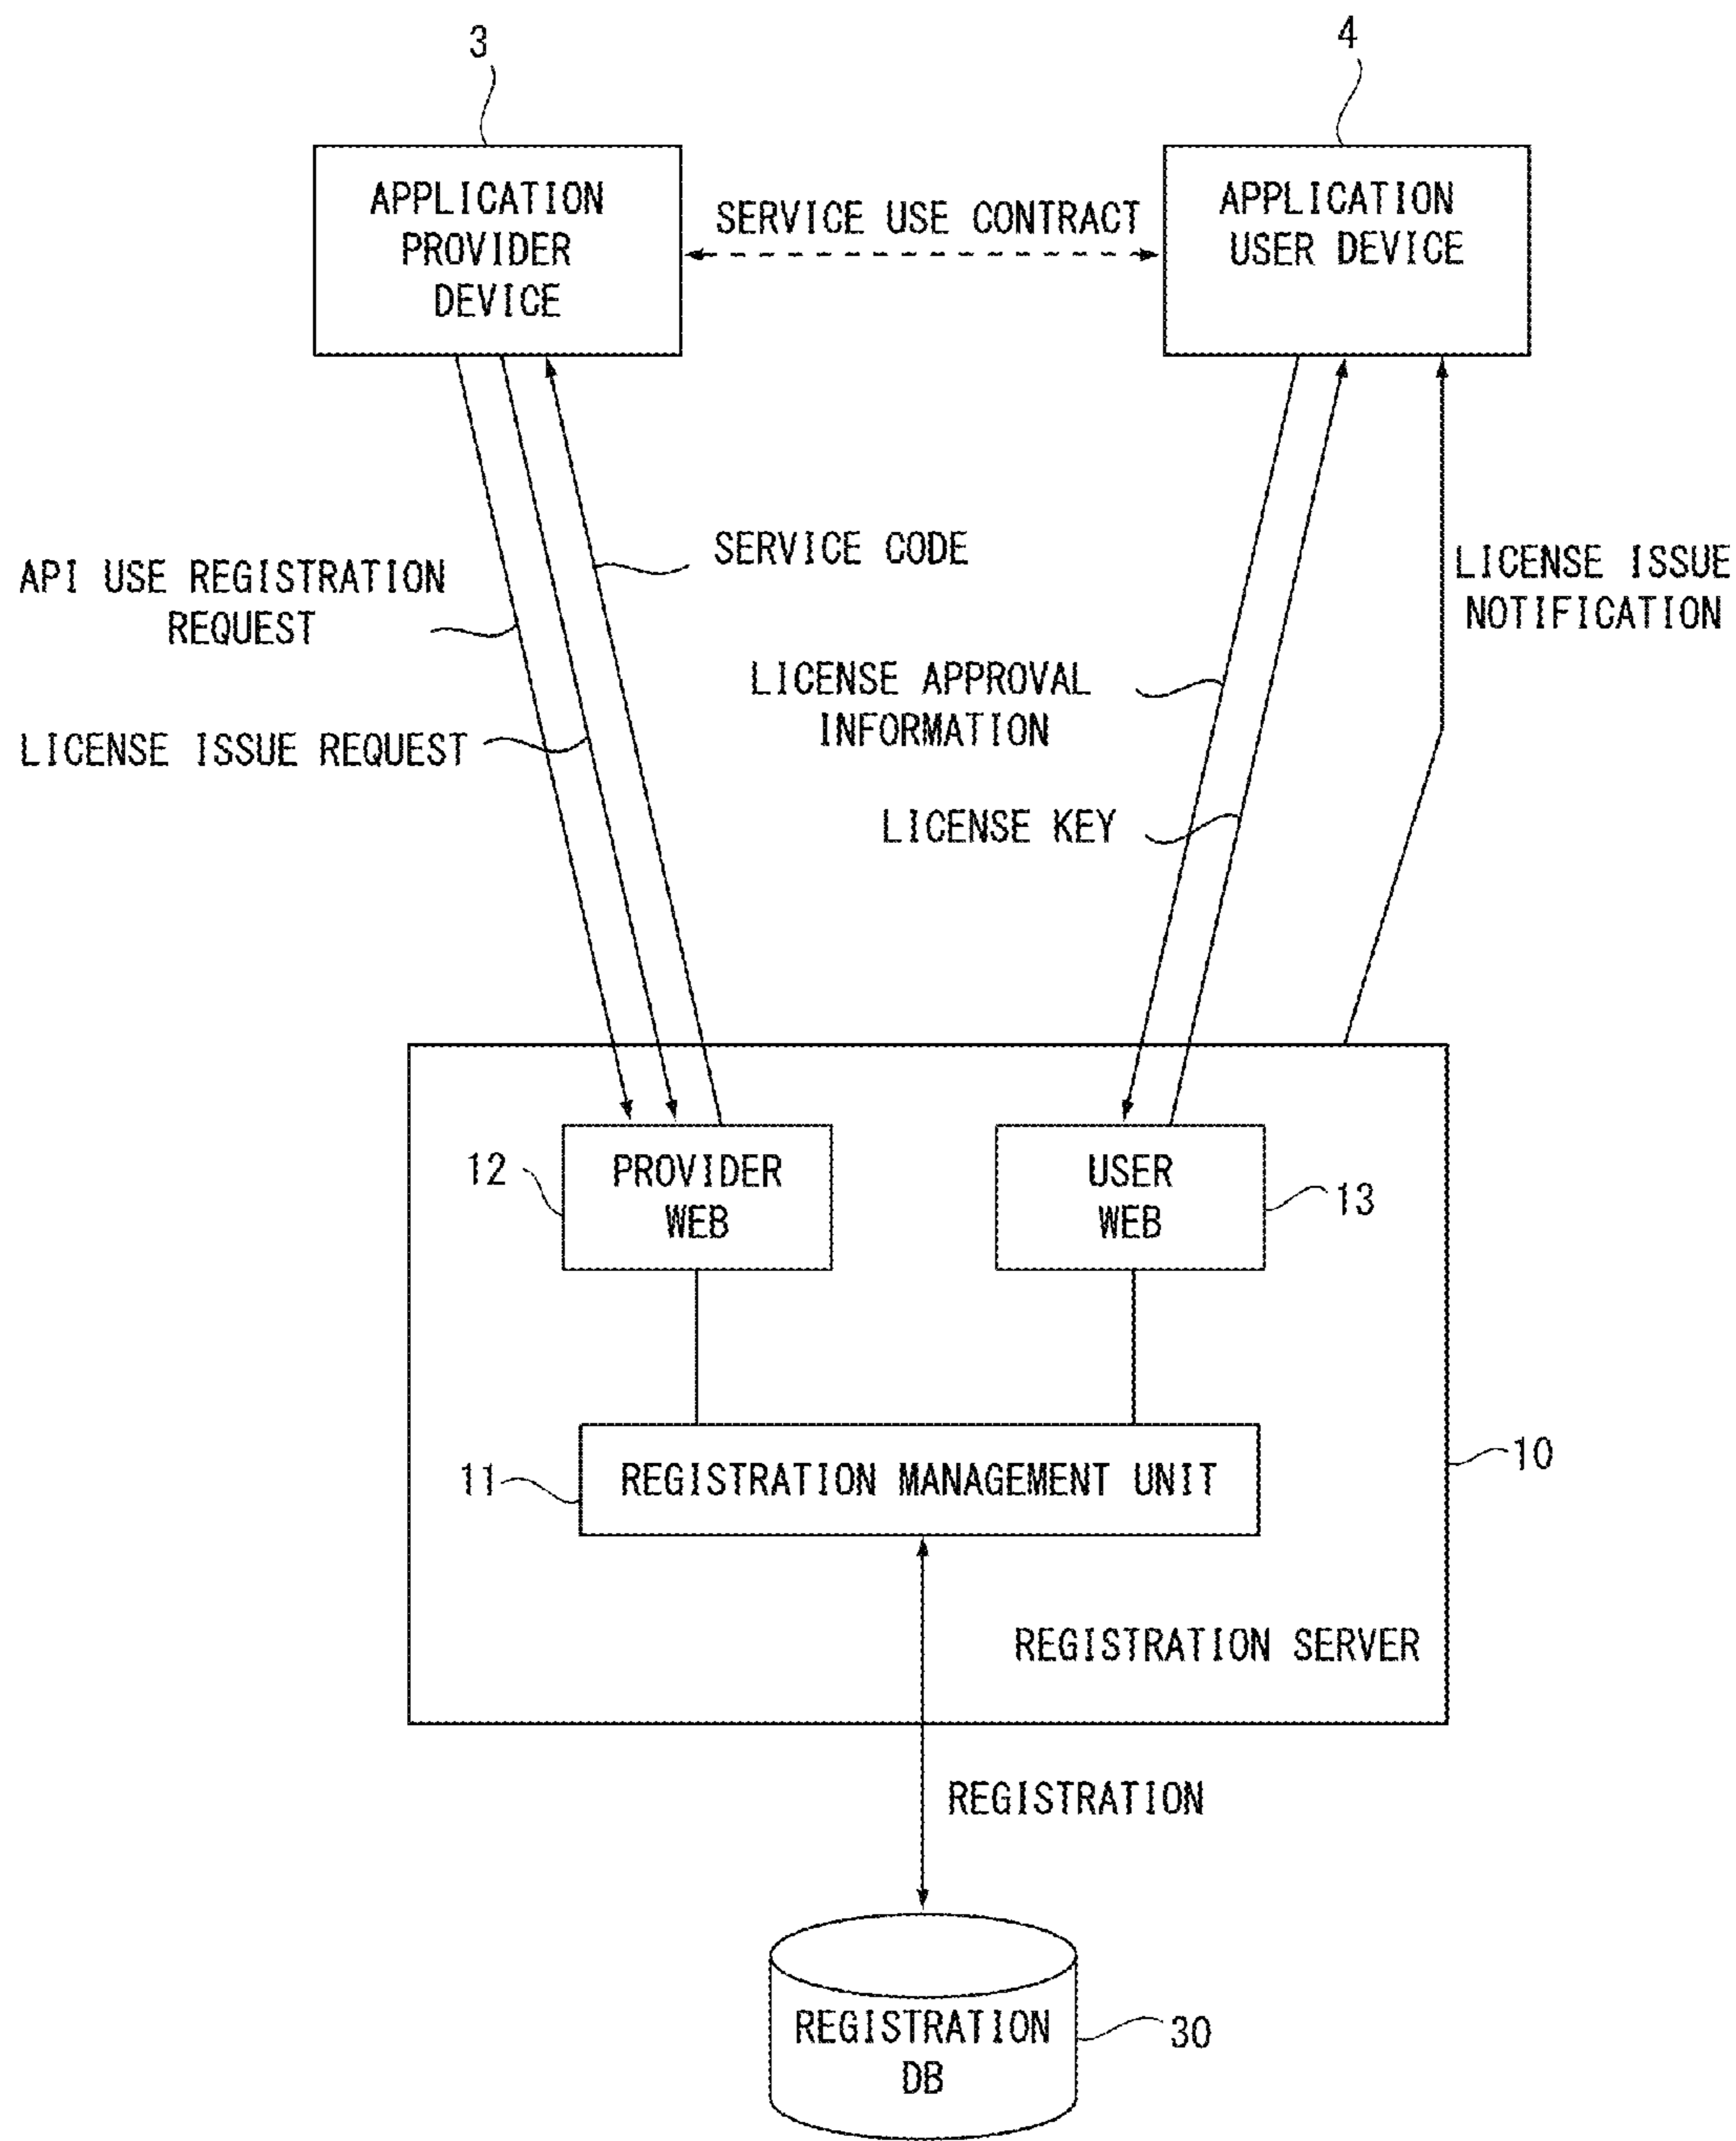 3
4
APPLICATION
PROVIDER
DEVICE
SERVICE USE CONTRACT
APPLICATION
USER DEVICE
SERVICE CODE
API USE REGISTRATION
REQUEST
LICENSE ISSUE
NOTIFICATION
LICENSE APPROVAL
INFORMATION
LICENSE ISSUE REQUEST
LICENSE KEY
12
PROVIDER
WEB
USER
WEB
13
11
REGISTRATION MANAGEMENT UNIT
10
REGISTRATION SERVER
REGISTRATION
REGISTRATION
DB
30